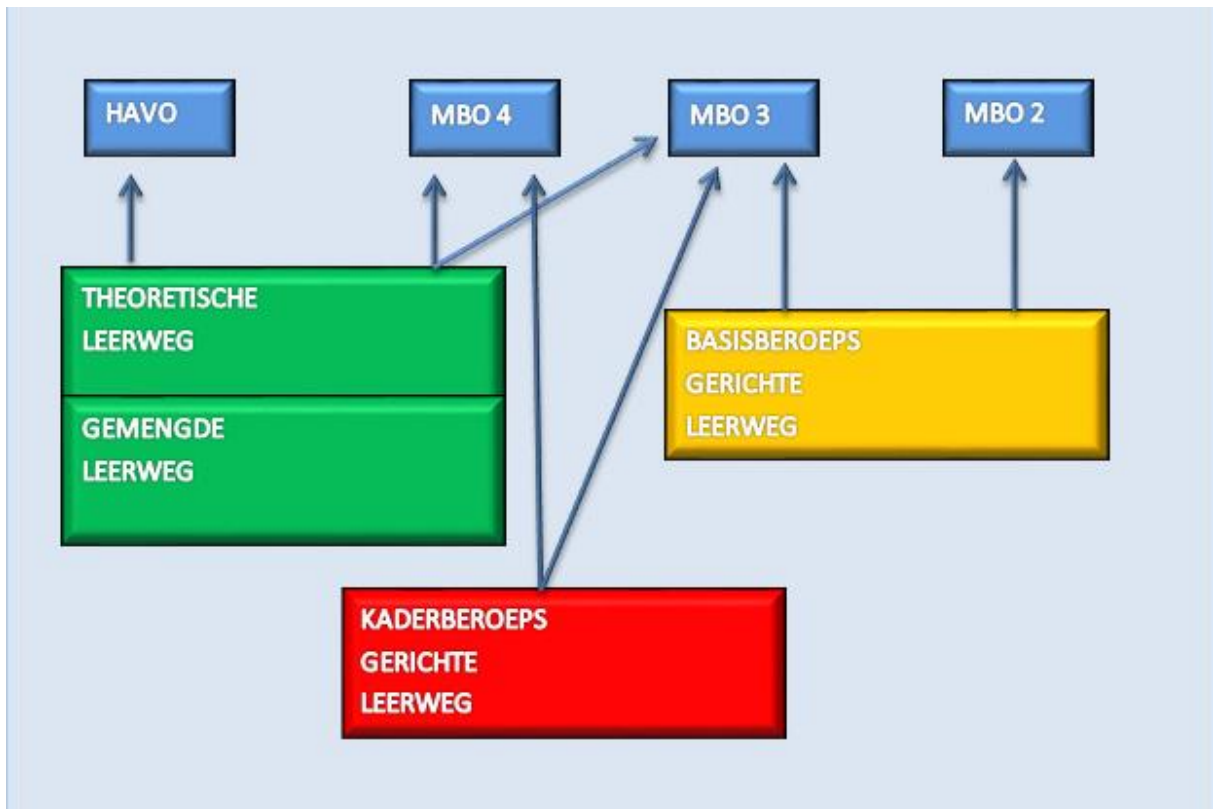 HAVO
MBO 4
MBO 3
MBO 2
THEORETISCHE
LEERWEG
GEMENGDE
LEERWEG
BASISBEROEPS
GERICHTE
LEERWEG
KADERBEROEPS
GERICHTE
LEERWEG